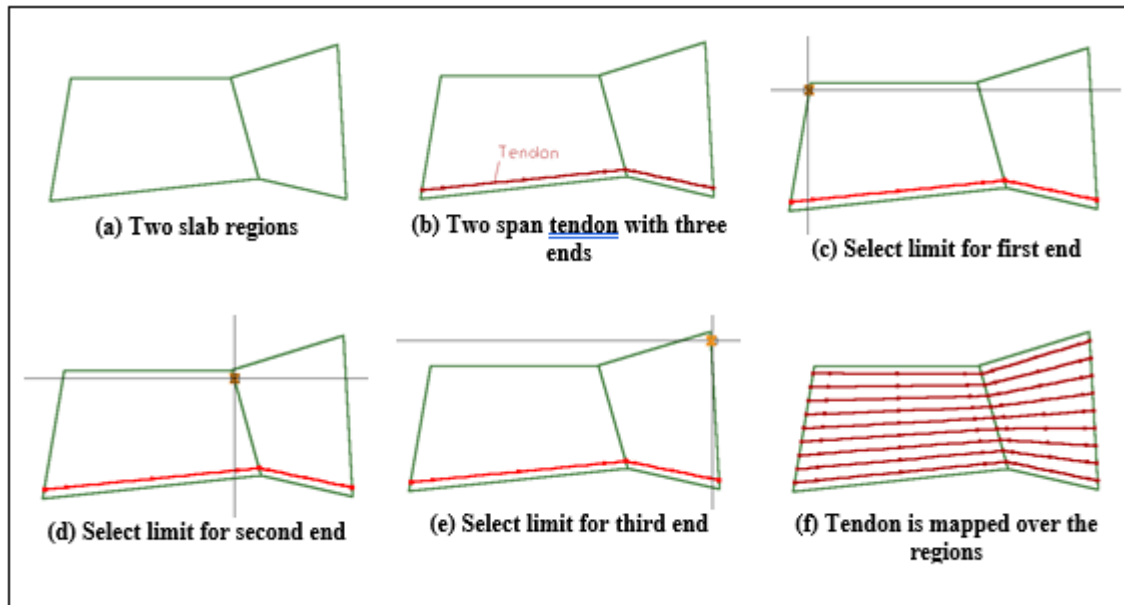 Tendon
(a) Two slab regions
(b) Two span tendon with three
ends
(c) Select limit for first end
(d) Select limit for second end
(e) Select limit for third end
(f) Tendon is mapped over the
regions